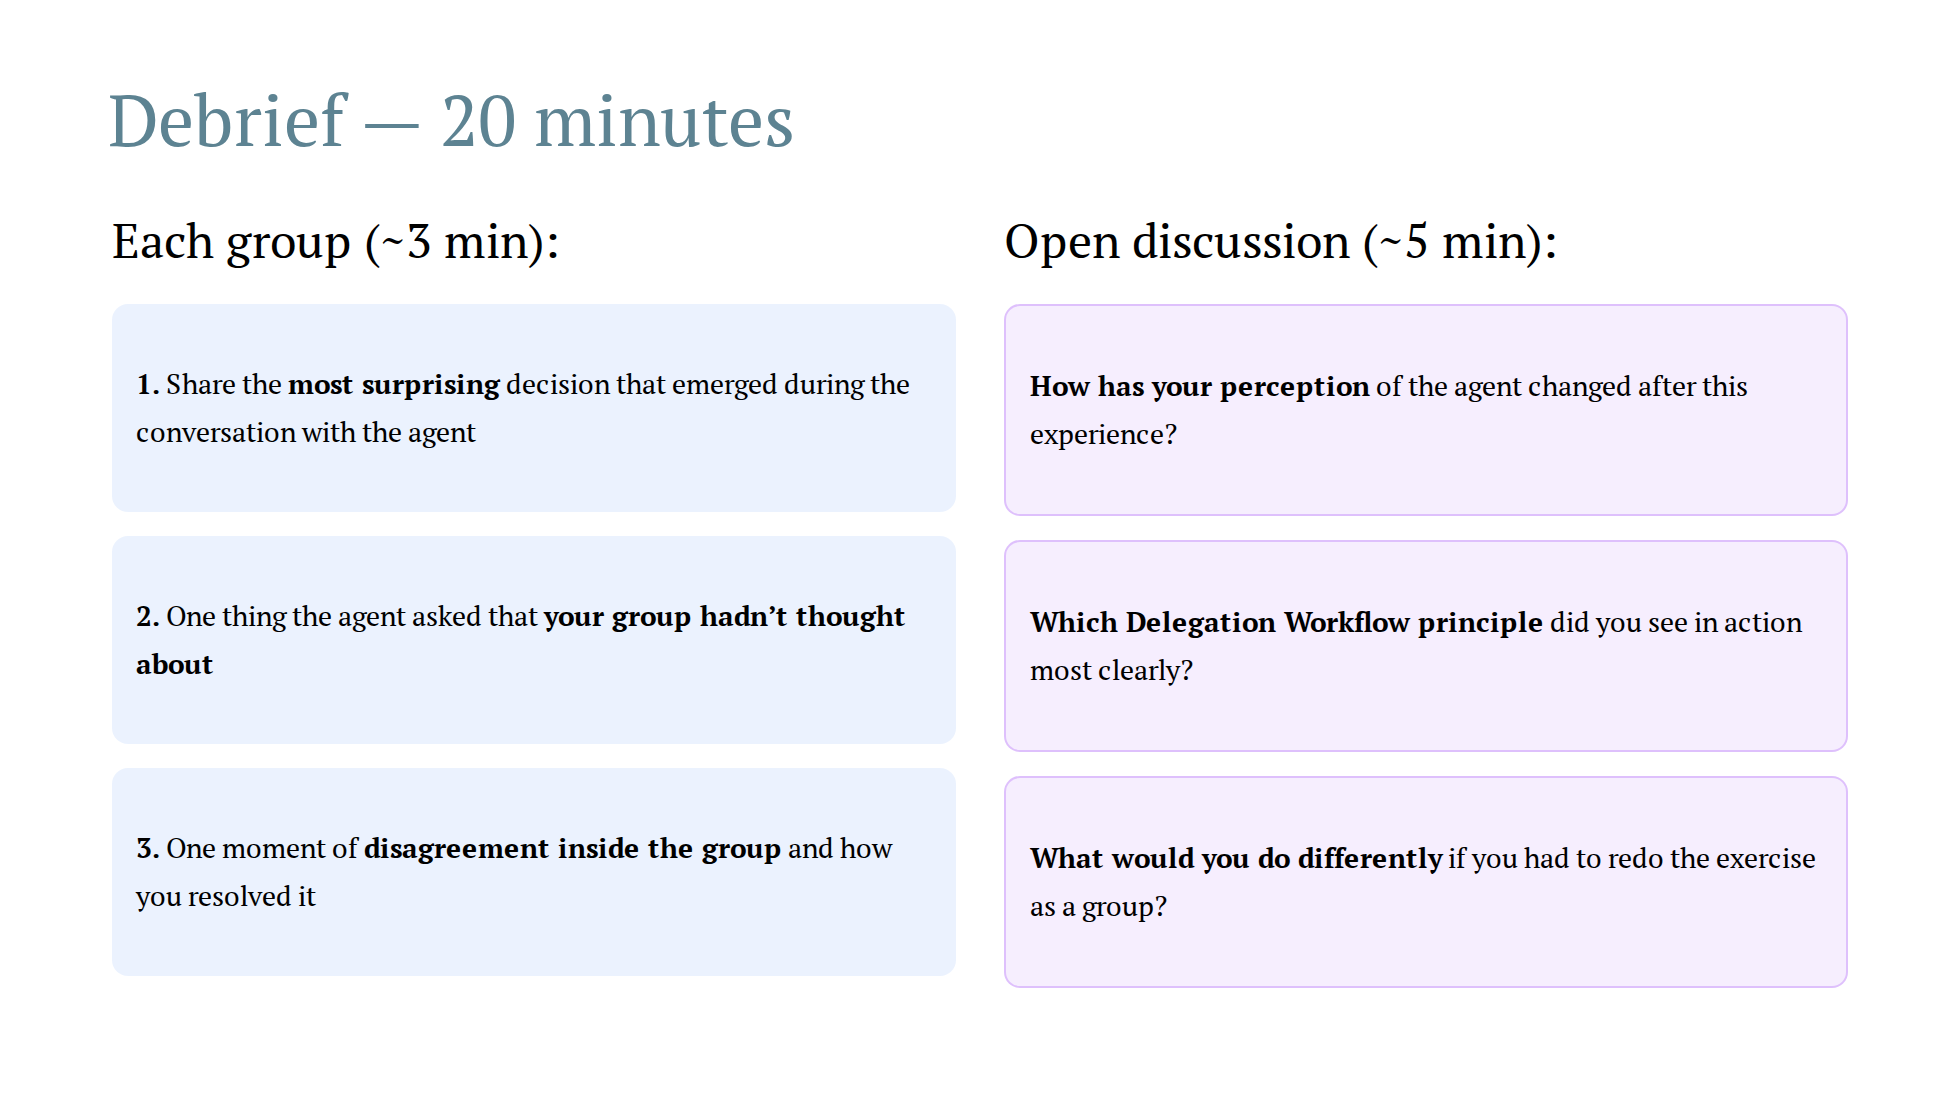 Debrief — 20 minutes
Each group (~3 min):
1. Share the most surprising decision that emerged during the
conversation with the agent
2. One thing the agent asked that your group hadn’t thought
about
3. One moment of disagreement inside the group and how
you resolved it
Open discussion (~5 min):
How has your perception of the agent changed after this
experience?
Which Delegation Workflow principle did you see in action
most clearly?
What would you do differently if you had to redo the exercise
as a group?